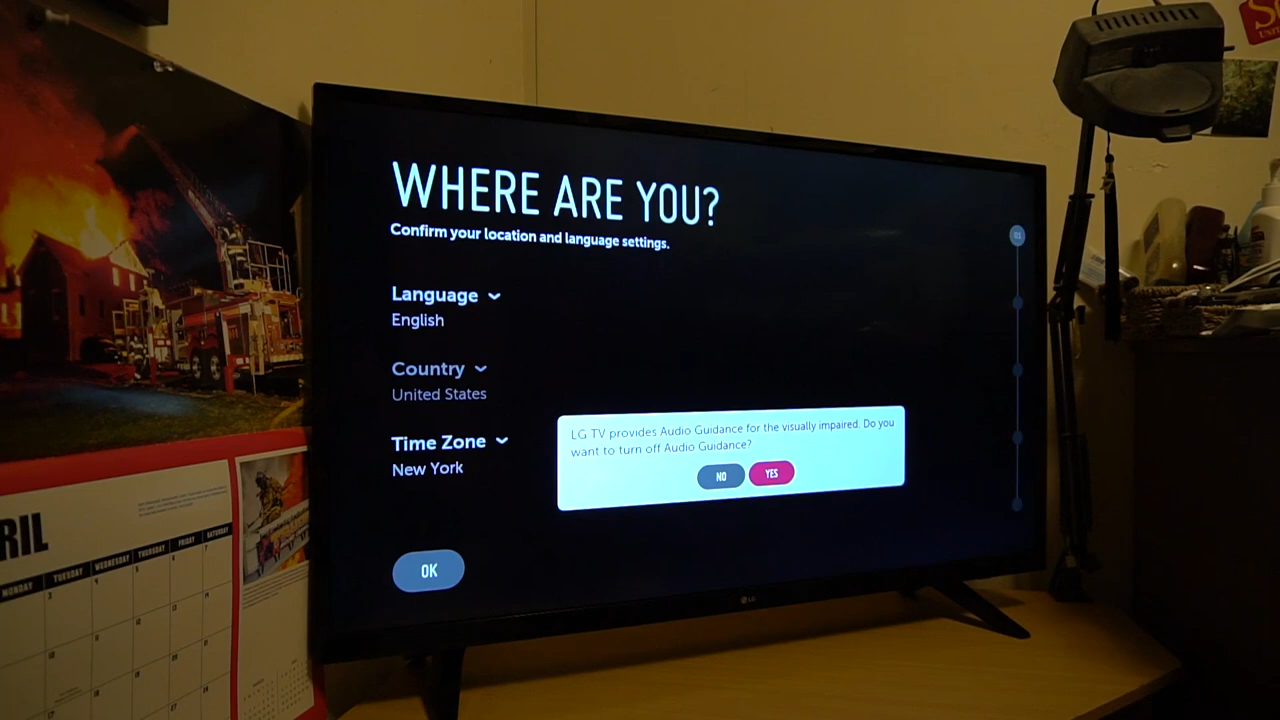 WHERE ARE YOU?
Confirm your location and language settings.
Language
English
Country
United States
Time Zone
New York
LG TV provides Audio Guidance for the visually impaired. Do you
want to turn off Audio Guidance?
NO YES
OK
01
LG
RIL
MONDAY TUESDAY WEDNESDAY THURSDAY FRIDAY SATURDAY